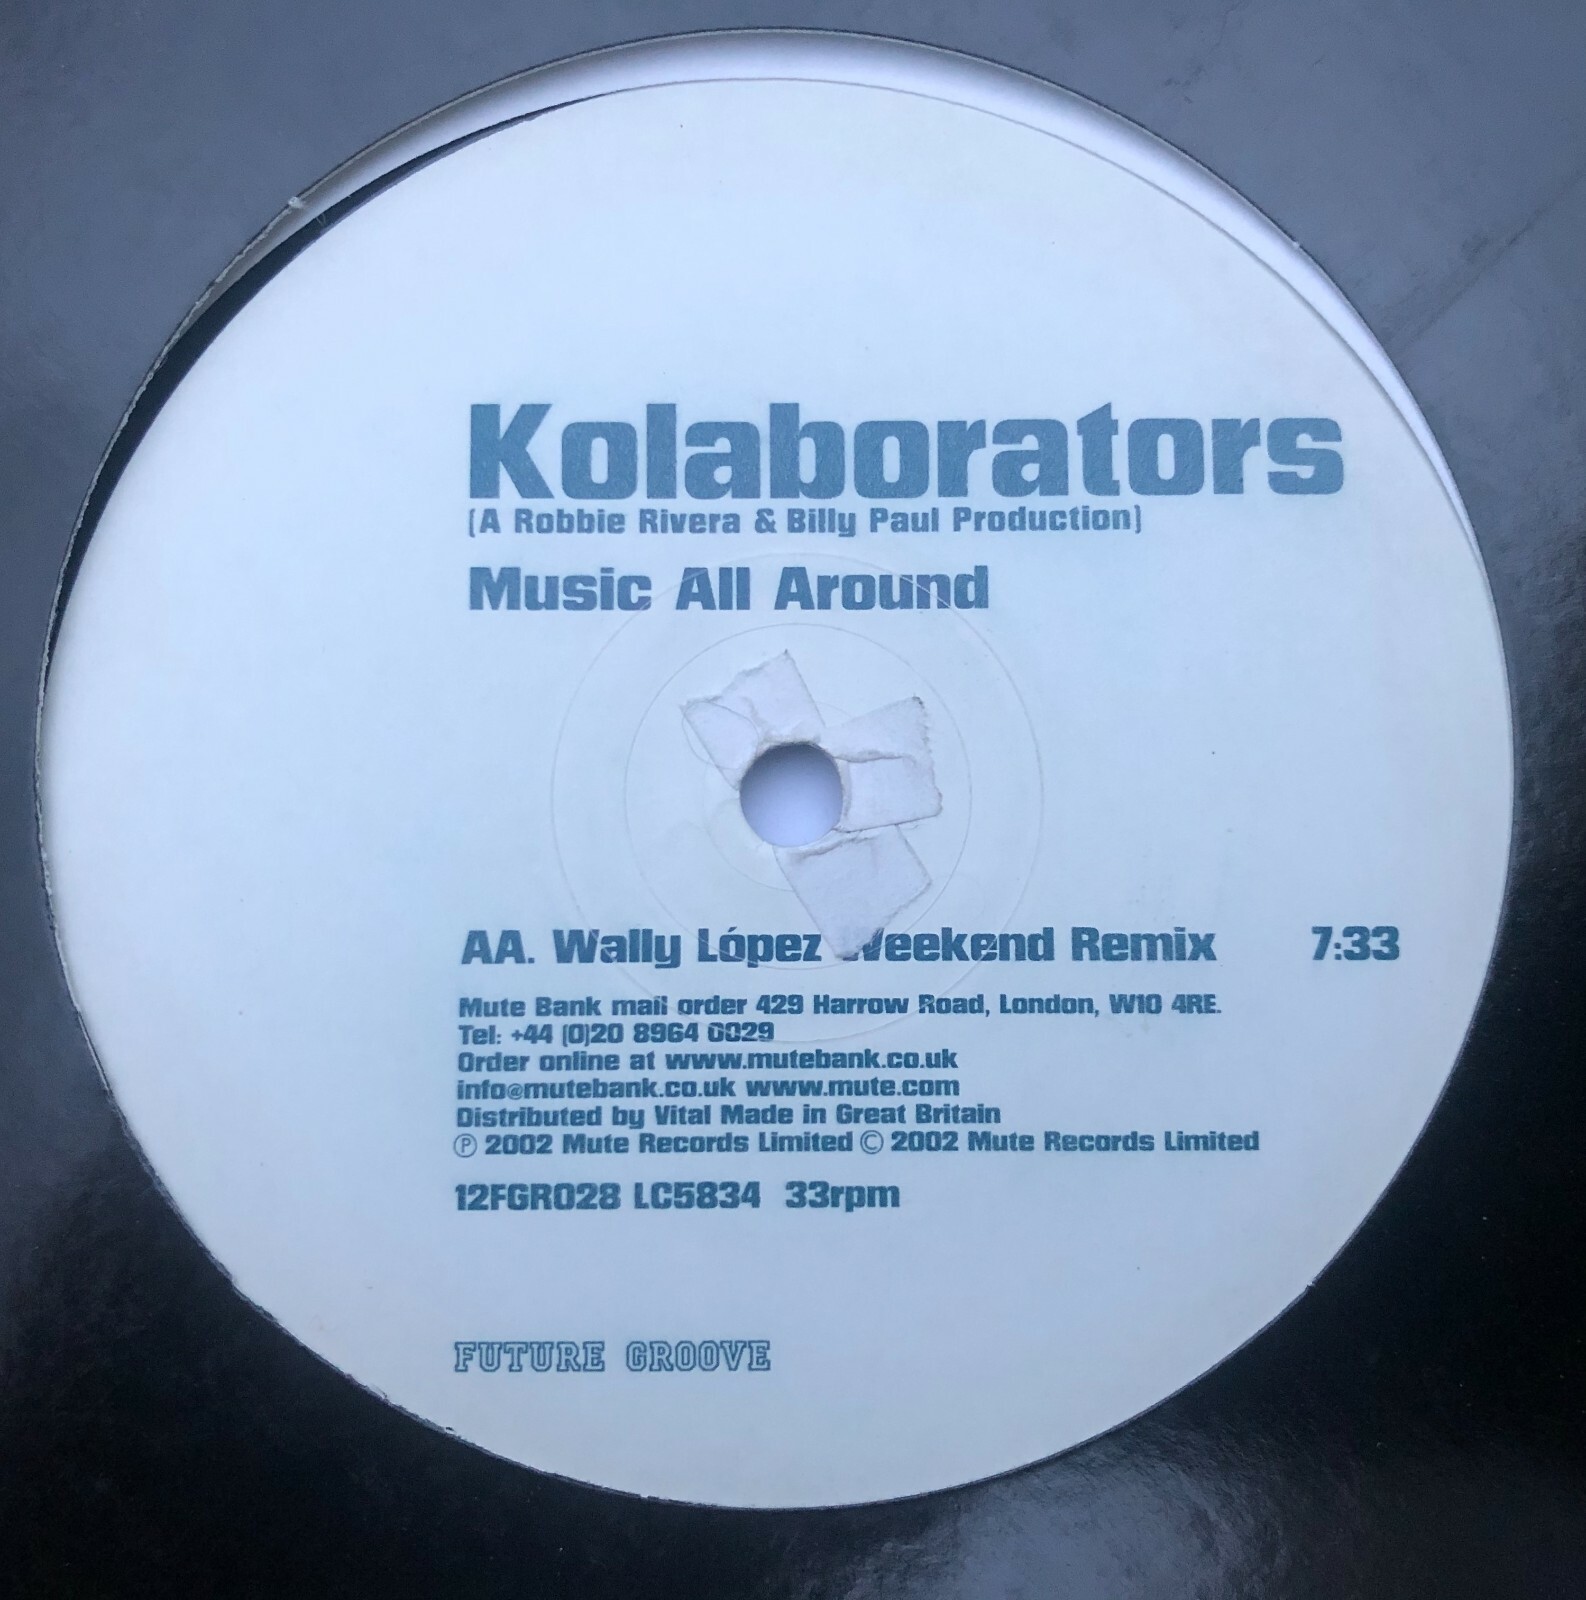 Kolaborators
(A Robbie Rivera & Billy Paul Production)
Music All Around
AA. Wally López Weekend Remix 7:33
Mute Bank mail order 429 Harrow Road, London, W10 4RE.
Tel: +44 (0)20 8964 0029
Order online at www.mutebank.co.uk
info@mutebank.co.uk www.mute.com
Distributed by Vital Made in Great Britain
℗ 2002 Mute Records Limited © 2002 Mute Records Limited
12FGR028 LC5834 33rpm
FUTURE GROOVE